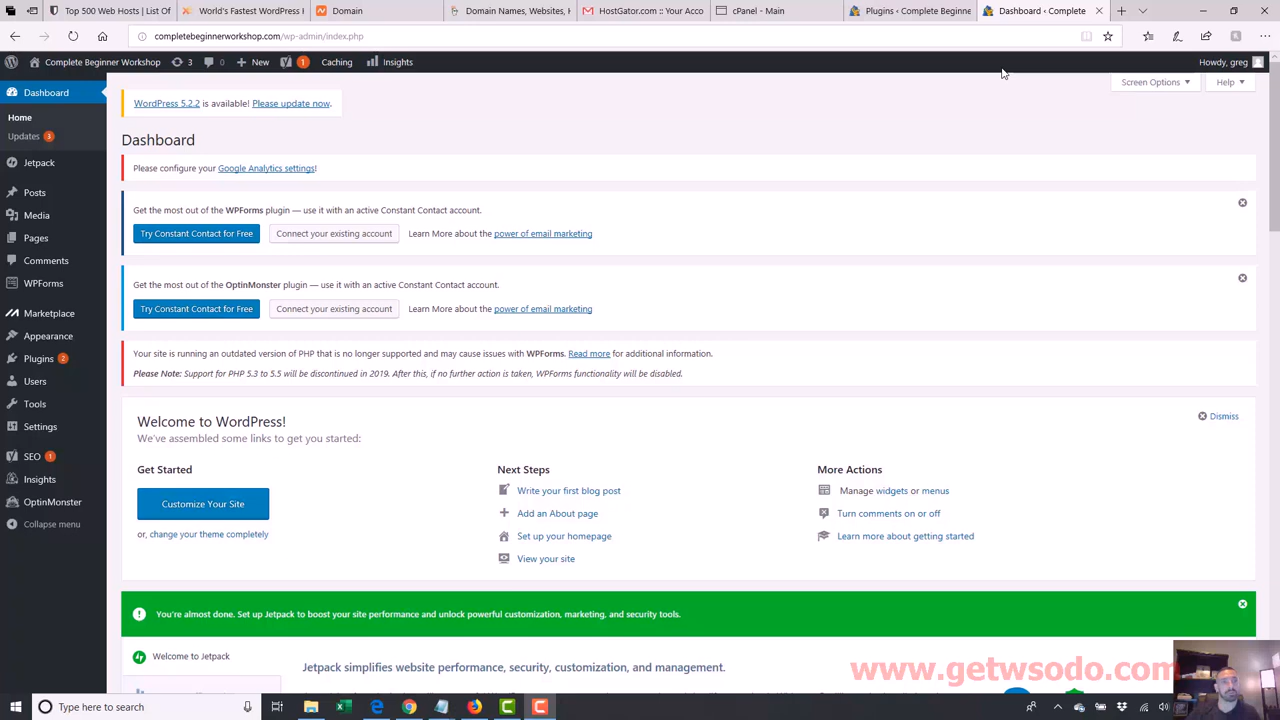 Top 500 Web Host
World's Fastest WordPress H
Domain
Domain Names, Websites, H
HostGator.com :: Your Acco
cPanel - Main
Plugins ‹ Complete Beginne
Dashboard ‹ Complete
completebeginnerworkshop.com/wp-admin/index.php
Complete Beginner Workshop
3
0
New
1
Caching
Insights
Howdy, greg
Screen Options
Help
Dashboard
Home
Updates 3
Jetpack
Posts
Media
Pages
Comments
WPForms
Marketplace
Appearance
Plugins 2
Users
Tools
Settings
SEO 1
Insights
OptinMonster
Collapse menu
WordPress 5.2.2 is available! Please update now.
Dashboard
Please configure your Google Analytics settings!
Get the most out of the WPForms plugin — use it with an active Constant Contact account.
Try Constant Contact for Free
Connect your existing account
Learn More about the power of email marketing
Get the most out of the OptinMonster plugin — use it with an active Constant Contact account.
Try Constant Contact for Free
Connect your existing account
Learn More about the power of email marketing
Your site is running an outdated version of PHP that is no longer supported and may cause issues with WPForms. Read more for additional information.
Please Note: Support for PHP 5.3 to 5.5 will be discontinued in 2019. After this, if no further action is taken, WPForms functionality will be disabled.
Welcome to WordPress!
Dismiss
We've assembled some links to get you started:
Get Started
Customize Your Site
or, change your theme completely
Next Steps
Write your first blog post
Add an About page
Set up your homepage
View your site
More Actions
Manage widgets or menus
Turn comments on or off
Learn more about getting started
You're almost done. Set up Jetpack to boost your site performance and unlock powerful customization, marketing, and security tools.
Welcome to Jetpack
Jetpack simplifies website performance, security, customization, and management.
www.getwsodo.com
Type here to search